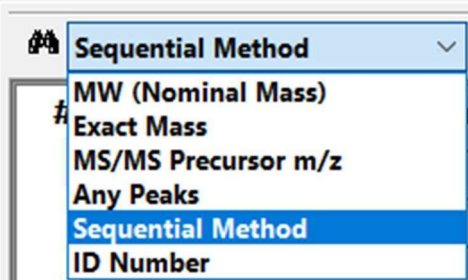 Sequential Method
#
MW (Nominal Mass)
Exact Mass
MS/MS Precursor m/z
Any Peaks
Sequential Method
ID Number